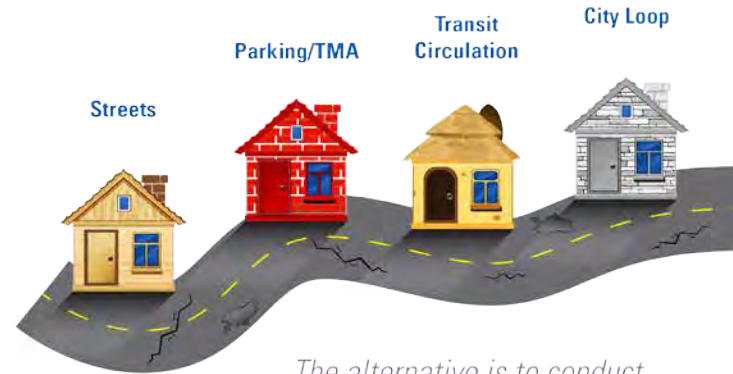 Streets
Parking/TMA
Transit
Circulation
City Loop
The alternative is to conduct